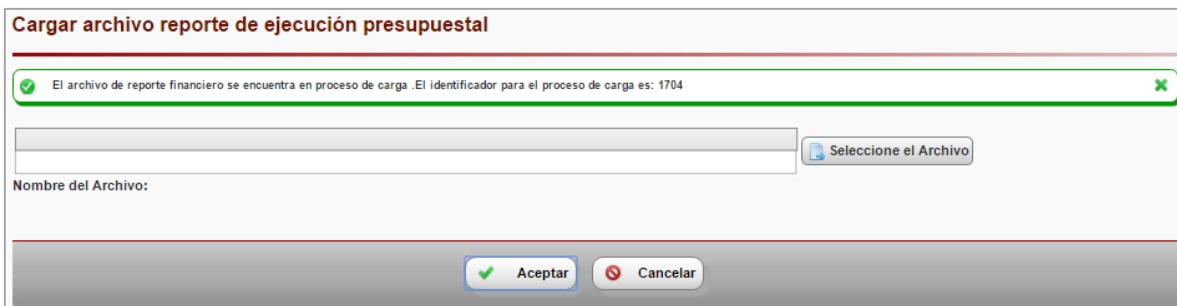 Cargar archivo reporte de ejecución presupuestal
El archivo de reporte financiero se encuentra en proceso de carga .El identificador para el proceso de carga es: 1704
Seleccione el Archivo
Nombre del Archivo:
Aceptar Cancelar